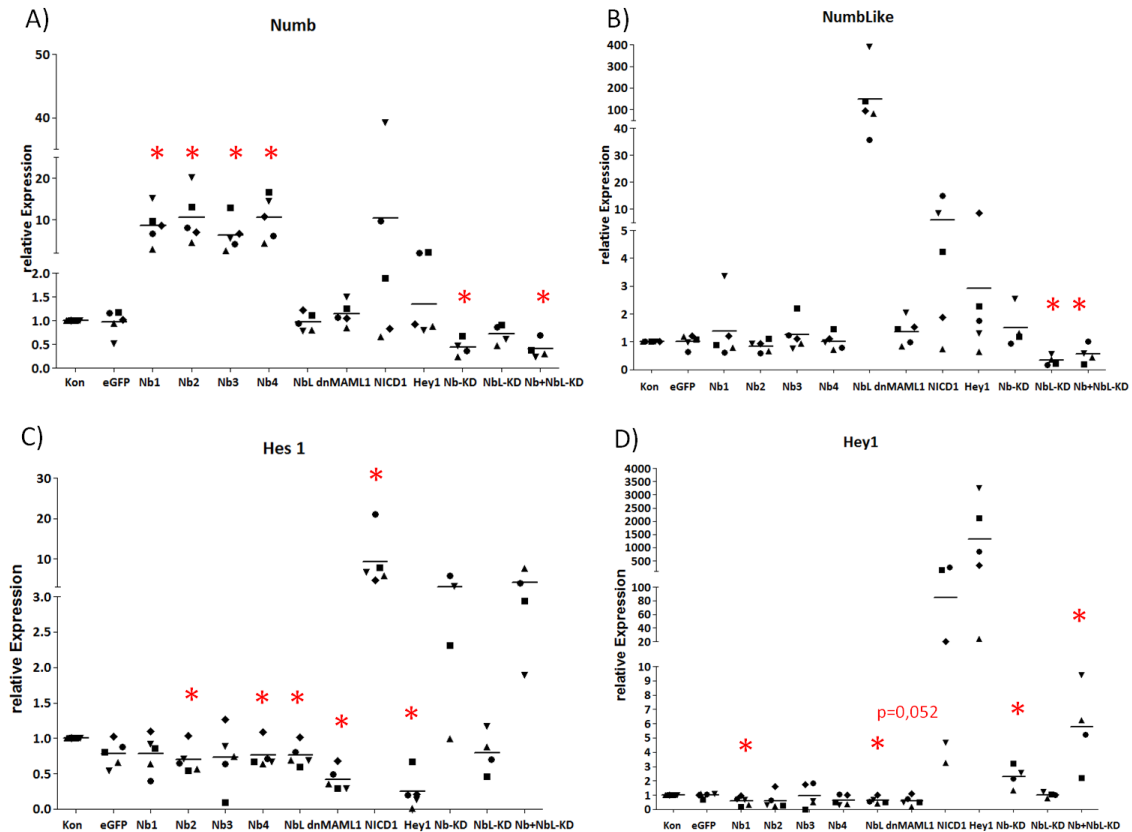 A)
Numb
relative Expression
50
40
30
20
10
1.5
1.0
0.5
0.0
Kon eGFP Nb1 Nb2 Nb3 Nb4 NbL dnMAML1 NICD1 Hey1 Nb-KD NbL-KD Nb+NbL-KD
* * * * * *
B)
NumbLike
relative Expression
400
300
200
100
40
30
20
10
5
4
3
2
1
0
Kon eGFP Nb1 Nb2 Nb3 Nb4 NbL dnMAML1 NICD1 Hey1 Nb-KD NbL-KD Nb+NbL-KD
* *
C)
Hes 1
relative Expression
30
20
10
3.0
2.5
2.0
1.5
1.0
0.5
0.0
Kon eGFP Nb1 Nb2 Nb3 Nb4 NbL dnMAML1 NICD1 Hey1 Nb-KD NbL-KD Nb+NbL-KD
* * * * * *
D)
Hey1
relative Expression
4000
3500
3000
2500
2000
1500
1000
500
100
80
60
40
20
10
9
8
7
6
5
4
3
2
1
0
p=0,052
Kon eGFP Nb1 Nb2 Nb3 Nb4 NbL dnMAML1 NICD1 Hey1 Nb-KD NbL-KD Nb+NbL-KD
* * * *